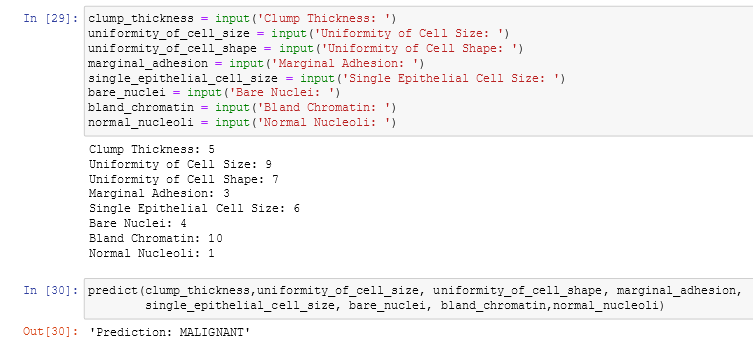 In [29]: clump_thickness = input('Clump Thickness: ')
uniformity_of_cell_size = input('Uniformity of Cell Size: ')
uniformity_of_cell_shape = input('Uniformity of Cell Shape: ')
marginal_adhesion = input('Marginal Adhesion: ')
single_epithelial_cell_size = input('Single Epithelial Cell Size: ')
bare_nuclei = input('Bare Nuclei: ')
bland_chromatin = input('Bland Chromatin: ')
normal_nucleoli = input('Normal Nucleoli: ')
Clump Thickness: 5
Uniformity of Cell Size: 9
Uniformity of Cell Shape: 7
Marginal Adhesion: 3
Single Epithelial Cell Size: 6
Bare Nuclei: 4
Bland Chromatin: 10
Normal Nucleoli: 1
In [30]: predict(clump_thickness,uniformity_of_cell_size, uniformity_of_cell_shape, marginal_adhesion,
single_epithelial_cell_size, bare_nuclei, bland_chromatin,normal_nucleoli)
Out[30]: 'Prediction: MALIGNANT'